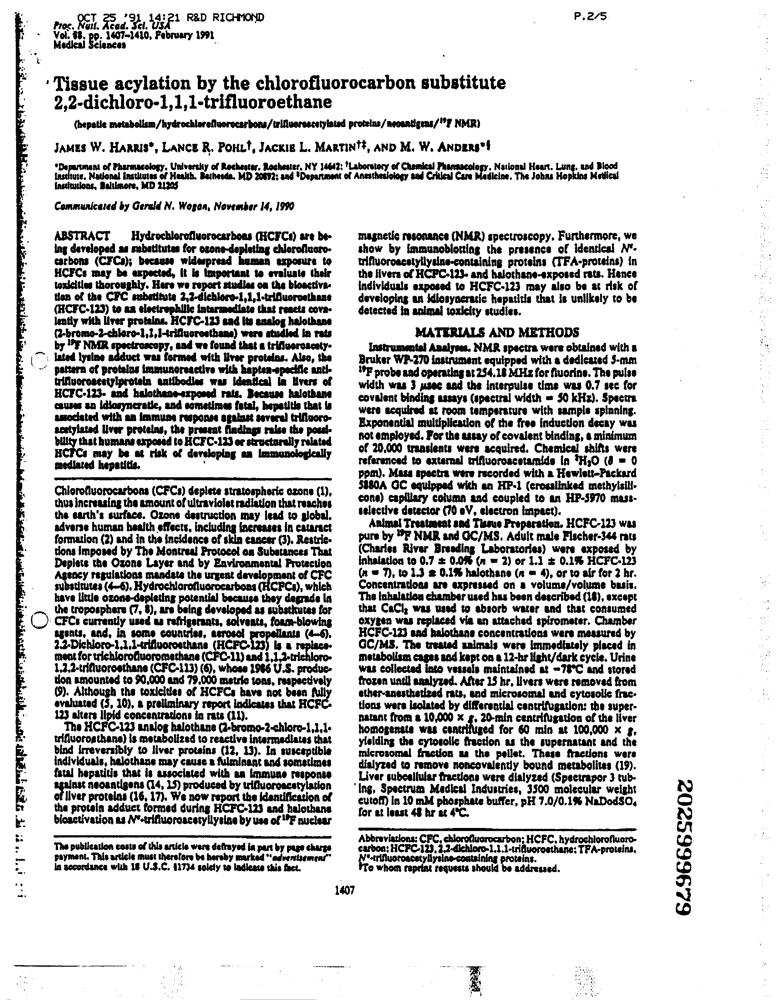 OCT 25 '91 14:21 R&D RICHMOND
P.2/5
Proc. Natl. Acad. Sci. USA
Vol. 88, pp. 1407-1410, February 1991
Medical Sciences
Tissue acylation by the chlorofluorocarbon substitute
2,2-dichloro-1,1,1-trifluoroethane
(hepatic metabolism/hydrochlorofluorocarbons/trifluoroacetylated proteins/neoantigens/¹⁹F NMR)
JAMES W. HARRIS*, LANCE R. POHL†, JACKIE L. MARTIN†‡, AND M. W. ANDERS*§
*Department of Pharmacology, University of Rochester, Rochester, NY 14642; †Laboratory of Chemical Pharmacology, National Heart, Lung, and Blood
Institute, National Institutes of Health, Bethesda, MD 20892; and ‡Department of Anesthesiology and Critical Care Medicine, The Johns Hopkins Medical
Institutions, Baltimore, MD 21205
Communicated by Gerald N. Wogan, November 14, 1990
ABSTRACT Hydrochlorofluorocarbons (HCFCs) are be-
ing developed as substitutes for ozone-depleting chlorofluoro-
carbons (CFCs); because widespread human exposure to
HCFCs may be expected, it is important to evaluate their
toxicities thoroughly. Here we report studies on the bioactiva-
tion of the CFC substitute 2,2-dichloro-1,1,1-trifluoroethane
(HCFC-123) to an electrophilic intermediate that reacts cova-
lently with liver proteins. HCFC-123 and its analog halothane
(2-bromo-2-chloro-1,1,1-trifluoroethane) were studied in rats
by ¹⁹F NMR spectroscopy, and we found that a trifluoroacety-
lated lysine adduct was formed with liver proteins. Also, the
pattern of proteins immunoreactive with hapten-specific anti-
trifluoroacetylprotein antibodies was identical in livers of
HCFC-123- and halothane-exposed rats. Because halothane
causes an idiosyncratic, and sometimes fatal, hepatitis that is
associated with an immune response against several trifluoro-
acetylated liver proteins, the present findings raise the possi-
bility that humans exposed to HCFC-123 or structurally related
HCFCs may be at risk of developing an immunologically
mediated hepatitis.
Chlorofluorocarbons (CFCs) deplete stratospheric ozone (1),
thus increasing the amount of ultraviolet radiation that reaches
the earth's surface. Ozone destruction may lead to global,
adverse human health effects, including increases in cataract
formation (2) and in the incidence of skin cancer (3). Restric-
tions imposed by The Montreal Protocol on Substances That
Deplete the Ozone Layer and by Environmental Protection
Agency regulations mandate the urgent development of CFC
substitutes (4-6). Hydrochlorofluorocarbons (HCFCs), which
have little ozone-depleting potential because they degrade in
the troposphere (7, 8), are being developed as substitutes for
CFCs currently used as refrigerants, solvents, foam-blowing
agents, and, in some countries, aerosol propellants (4-6).
2,2-Dichloro-1,1,1-trifluoroethane (HCFC-123) is a replace-
ment for trichlorofluoromethane (CFC-11) and 1,1,2-trichloro-
1,2,2-trifluoroethane (CFC-113) (6), whose 1986 U.S. produc-
tion amounted to 90,000 and 79,000 metric tons, respectively
(9). Although the toxicities of HCFCs have not been fully
evaluated (5, 10), a preliminary report indicates that HCFC-
123 alters lipid concentrations in rats (11).
The HCFC-123 analog halothane (2-bromo-2-chloro-1,1,1-
trifluoroethane) is metabolized to reactive intermediates that
bind irreversibly to liver proteins (12, 13). In susceptible
individuals, halothane may cause a fulminant and sometimes
fatal hepatitis that is associated with an immune response
against neoantigens (14, 15) produced by trifluoroacetylation
of liver proteins (16, 17). We now report the identification of
the protein adduct formed during HCFC-123 and halothane
bioactivation as Nᵋ-trifluoroacetyllysine by use of ¹⁹F nuclear
The publication costs of this article were defrayed in part by page charge
payment. This article must therefore be hereby marked "advertisement"
in accordance with 18 U.S.C. §1734 solely to indicate this fact.
magnetic resonance (NMR) spectroscopy. Furthermore, we
show by immunoblotting the presence of identical Nᵋ-
trifluoroacetyllysine-containing proteins (TFA-proteins) in
the livers of HCFC-123- and halothane-exposed rats. Hence
individuals exposed to HCFC-123 may also be at risk of
developing an idiosyncratic hepatitis that is unlikely to be
detected in animal toxicity studies.
MATERIALS AND METHODS
Instrumental Analyses. NMR spectra were obtained with a
Bruker WP-270 instrument equipped with a dedicated 5-mm
¹⁹F probe and operating at 254.18 MHz for fluorine. The pulse
width was 3 μsec and the interpulse time was 0.7 sec for
covalent binding assays (spectral width = 50 kHz). Spectra
were acquired at room temperature with sample spinning.
Exponential multiplication of the free induction decay was
not employed. For the assay of covalent binding, a minimum
of 20,000 transients were acquired. Chemical shifts were
referenced to external trifluoroacetamide in ²H₂O (δ = 0
ppm). Mass spectra were recorded with a Hewlett-Packard
5880A GC equipped with an HP-1 (crosslinked methylsili-
cone) capillary column and coupled to an HP-5970 mass-
selective detector (70 eV, electron impact).
Animal Treatment and Tissue Preparation. HCFC-123 was
pure by ¹⁹F NMR and GC/MS. Adult male Fischer-344 rats
(Charles River Breeding Laboratories) were exposed by
inhalation to 0.7 ± 0.0% (n = 2) or 1.1 ± 0.1% HCFC-123
(n = 7), to 1.3 ± 0.1% halothane (n = 4), or to air for 2 hr.
Concentrations are expressed on a volume/volume basis.
The inhalation chamber used has been described (18), except
that CaCl₂ was used to absorb water and that consumed
oxygen was replaced via an attached spirometer. Chamber
HCFC-123 and halothane concentrations were measured by
GC/MS. The treated animals were immediately placed in
metabolism cages and kept on a 12-hr light/dark cycle. Urine
was collected into vessels maintained at −78°C and stored
frozen until analyzed. After 15 hr, livers were removed from
ether-anesthetized rats, and microsomal and cytosolic frac-
tions were isolated by differential centrifugation: the super-
natant from a 10,000 × g, 20-min centrifugation of the liver
homogenate was centrifuged for 60 min at 100,000 × g,
yielding the cytosolic fraction as the supernatant and the
microsomal fraction as the pellet. These fractions were
dialyzed to remove noncovalently bound metabolites (19).
Liver subcellular fractions were dialyzed (Spectrapor 3 tub-
ing, Spectrum Medical Industries, 3500 molecular weight
cutoff) in 10 mM phosphate buffer, pH 7.0/0.1% NaDodSO₄
for at least 48 hr at 4°C.
Abbreviations: CFC, chlorofluorocarbon; HCFC, hydrochlorofluoro-
carbon; HCFC-123, 2,2-dichloro-1,1,1-trifluoroethane; TFA-proteins,
Nᵋ-trifluoroacetyllysine-containing proteins.
§To whom reprint requests should be addressed.
1407
2025999679